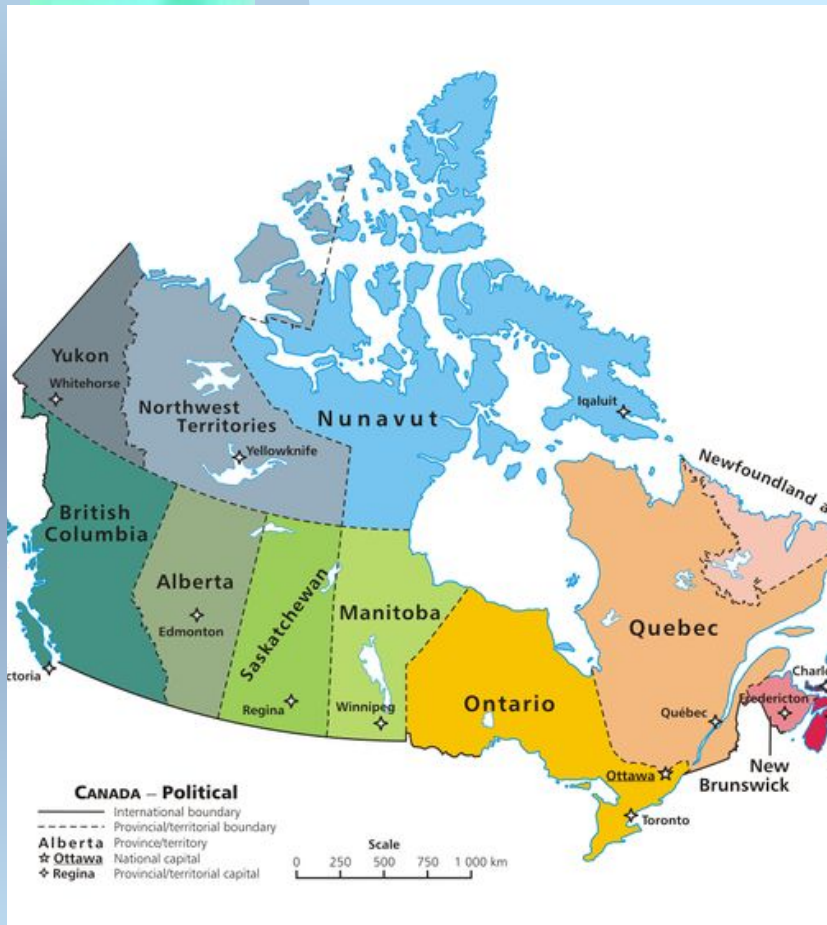 Yukon
Whitehorse
Northwest
Territories
Yellowknife
Nunavut
Iqaluit
Newfoundland a
British
Columbia
Alberta
Edmonton
Saskatchewan
Regina
Manitoba
Winnipeg
Ontario
Quebec
Québec
Charlo
Fredericton
New
Brunswick
ctoria
Ottawa
Toronto
CANADA – Political
International boundary
Provincial/territorial boundary
Alberta Province/territory
Ottawa National capital
Regina Provincial/territorial capital
Scale
0 250 500 750 1 000 km